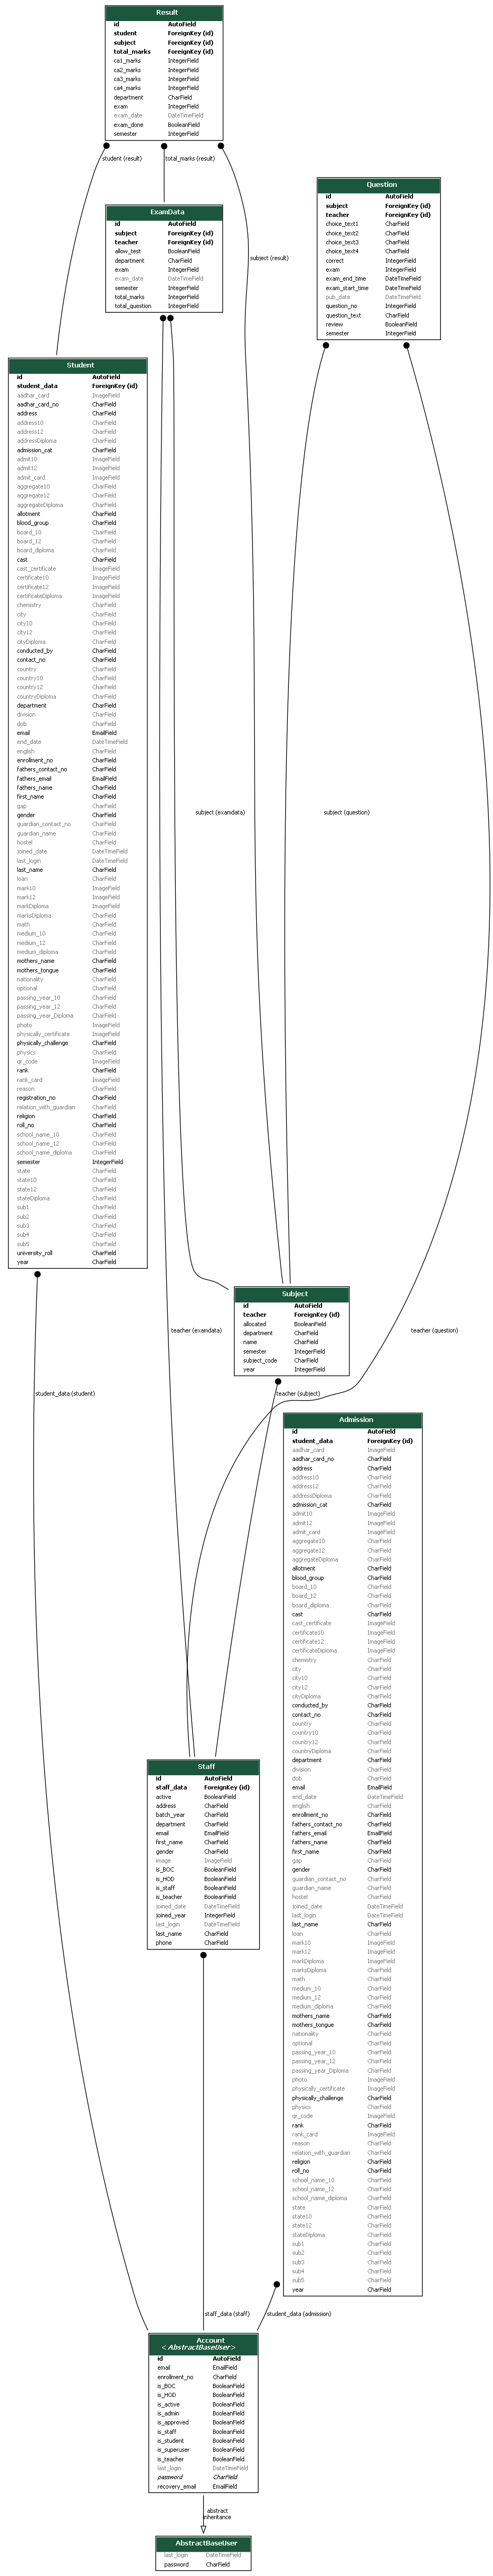 Result
id AutoField
student ForeignKey (id)
subject ForeignKey (id)
total_marks ForeignKey (id)
ca1_marks IntegerField
ca2_marks IntegerField
ca3_marks IntegerField
ca4_marks IntegerField
department CharField
exam IntegerField
exam_date DateTimeField
exam_done BooleanField
semester IntegerField
student (result)
total_marks (result)
subject (result)
ExamData
id AutoField
subject ForeignKey (id)
teacher ForeignKey (id)
allow_test BooleanField
department CharField
exam IntegerField
exam_date DateTimeField
semester IntegerField
total_marks IntegerField
total_question IntegerField
Question
id AutoField
subject ForeignKey (id)
teacher ForeignKey (id)
choice_text1 CharField
choice_text2 CharField
choice_text3 CharField
choice_text4 CharField
correct IntegerField
exam IntegerField
exam_end_time DateTimeField
exam_start_time DateTimeField
pub_date DateTimeField
question_no IntegerField
question_text CharField
review BooleanField
semester IntegerField
Student
id AutoField
student_data ForeignKey (id)
aadhar_card ImageField
aadhar_card_no CharField
address CharField
address10 CharField
address12 CharField
addressDiploma CharField
admission_cat CharField
admit10 ImageField
admit12 ImageField
admit_card ImageField
aggregate10 CharField
aggregate12 CharField
aggregateDiploma CharField
allotment CharField
blood_group CharField
board_10 CharField
board_12 CharField
board_diploma CharField
cast CharField
cast_certificate ImageField
certificate10 ImageField
certificate12 ImageField
certificateDiploma ImageField
chemistry CharField
city CharField
city10 CharField
city12 CharField
cityDiploma CharField
conducted_by CharField
contact_no CharField
country CharField
country10 CharField
country12 CharField
countryDiploma CharField
department CharField
division CharField
dob CharField
email EmailField
end_date DateTimeField
english CharField
enrollment_no CharField
fathers_contact_no CharField
fathers_email EmailField
fathers_name CharField
first_name CharField
gap CharField
gender CharField
guardian_contact_no CharField
guardian_name CharField
hostel CharField
joined_date DateTimeField
last_login DateTimeField
last_name CharField
loan CharField
mark10 ImageField
mark12 ImageField
markDiploma ImageField
marksDiploma CharField
math CharField
medium_10 CharField
medium_12 CharField
medium_diploma CharField
mothers_name CharField
mothers_tongue CharField
nationality CharField
optional CharField
passing_year_10 CharField
passing_year_12 CharField
passing_year_Diploma CharField
photo ImageField
physically_certificate ImageField
physically_challenge CharField
physics CharField
qr_code ImageField
rank CharField
rank_card ImageField
reason CharField
registration_no CharField
relation_with_guardian CharField
religion CharField
roll_no CharField
school_name_10 CharField
school_name_12 CharField
school_name_diploma CharField
semester IntegerField
state CharField
state10 CharField
state12 CharField
stateDiploma CharField
sub1 CharField
sub2 CharField
sub3 CharField
sub4 CharField
sub5 CharField
university_roll CharField
year CharField
subject (examdata)
subject (question)
Subject
id AutoField
teacher ForeignKey (id)
allocated BooleanField
department CharField
name CharField
semester IntegerField
subject_code CharField
year IntegerField
teacher (examdata)
teacher (question)
student_data (student)
teacher (subject)
Admission
id AutoField
student_data ForeignKey (id)
aadhar_card ImageField
aadhar_card_no CharField
address CharField
address10 CharField
address12 CharField
addressDiploma CharField
admission_cat CharField
admit10 ImageField
admit12 ImageField
admit_card ImageField
aggregate10 CharField
aggregate12 CharField
aggregateDiploma CharField
allotment CharField
blood_group CharField
board_10 CharField
board_12 CharField
board_diploma CharField
cast CharField
cast_certificate ImageField
certificate10 ImageField
certificate12 ImageField
certificateDiploma ImageField
chemistry CharField
city CharField
city10 CharField
city12 CharField
cityDiploma CharField
conducted_by CharField
contact_no CharField
country CharField
country10 CharField
country12 CharField
countryDiploma CharField
department CharField
division CharField
dob CharField
email EmailField
end_date DateTimeField
english CharField
enrollment_no CharField
fathers_contact_no CharField
fathers_email EmailField
fathers_name CharField
first_name CharField
gap CharField
gender CharField
guardian_contact_no CharField
guardian_name CharField
hostel CharField
joined_date DateTimeField
last_login DateTimeField
last_name CharField
loan CharField
mark10 ImageField
mark12 ImageField
markDiploma ImageField
marksDiploma CharField
math CharField
medium_10 CharField
medium_12 CharField
medium_diploma CharField
mothers_name CharField
mothers_tongue CharField
nationality CharField
optional CharField
passing_year_10 CharField
passing_year_12 CharField
passing_year_Diploma CharField
photo ImageField
physically_certificate ImageField
physically_challenge CharField
physics CharField
qr_code ImageField
rank CharField
rank_card ImageField
reason CharField
relation_with_guardian CharField
religion CharField
roll_no CharField
school_name_10 CharField
school_name_12 CharField
school_name_diploma CharField
state CharField
state10 CharField
state12 CharField
stateDiploma CharField
sub1 CharField
sub2 CharField
sub3 CharField
sub4 CharField
sub5 CharField
year CharField
Staff
id AutoField
staff_data ForeignKey (id)
active BooleanField
address CharField
batch_year CharField
department CharField
email EmailField
first_name CharField
gender CharField
image ImageField
is_BOC BooleanField
is_HOD BooleanField
is_staff BooleanField
is_teacher BooleanField
joined_date DateTimeField
joined_year IntegerField
last_login DateTimeField
last_name CharField
phone CharField
staff_data (staff)
student_data (admission)
Account
<AbstractBaseUser>
id AutoField
email EmailField
enrollment_no CharField
is_BOC BooleanField
is_HOD BooleanField
is_active BooleanField
is_admin BooleanField
is_approved BooleanField
is_staff BooleanField
is_student BooleanField
is_superuser BooleanField
is_teacher BooleanField
last_login DateTimeField
password CharField
recovery_email EmailField
abstract
inheritance
AbstractBaseUser
last_login DateTimeField
password CharField